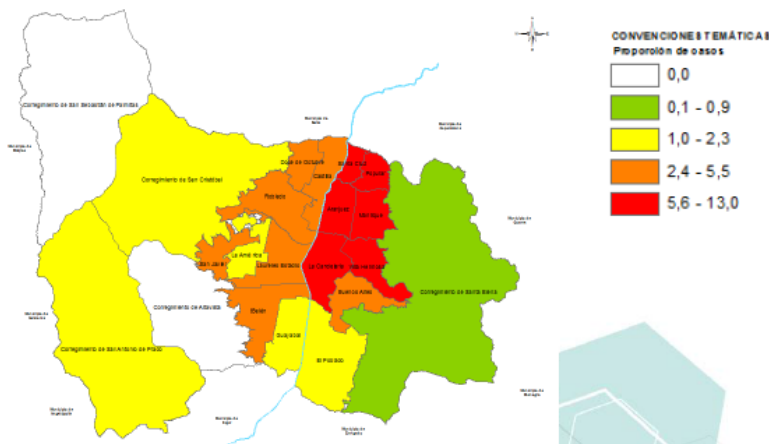 CONVENCIONES TEMÁTICAS
Proporción de casos
0,0
0,1 - 0,9
1,0 - 2,3
2,4 - 5,5
5,6 - 13,0
Corregimiento de San Sebastián de Palmitas
Corregimiento de San Cristóbal
Doce de Octubre
Castilla
Santa Cruz
Popular
Robledo
Aranjuez
Manrique
La América
San Javier
Laureles Estadio
La Candelaria
Villa Hermosa
Buenos Aires
Corregimiento de Santa Elena
Corregimiento de Altavista
Belén
Guayabal
El Poblado
Corregimiento de San Antonio de Prado